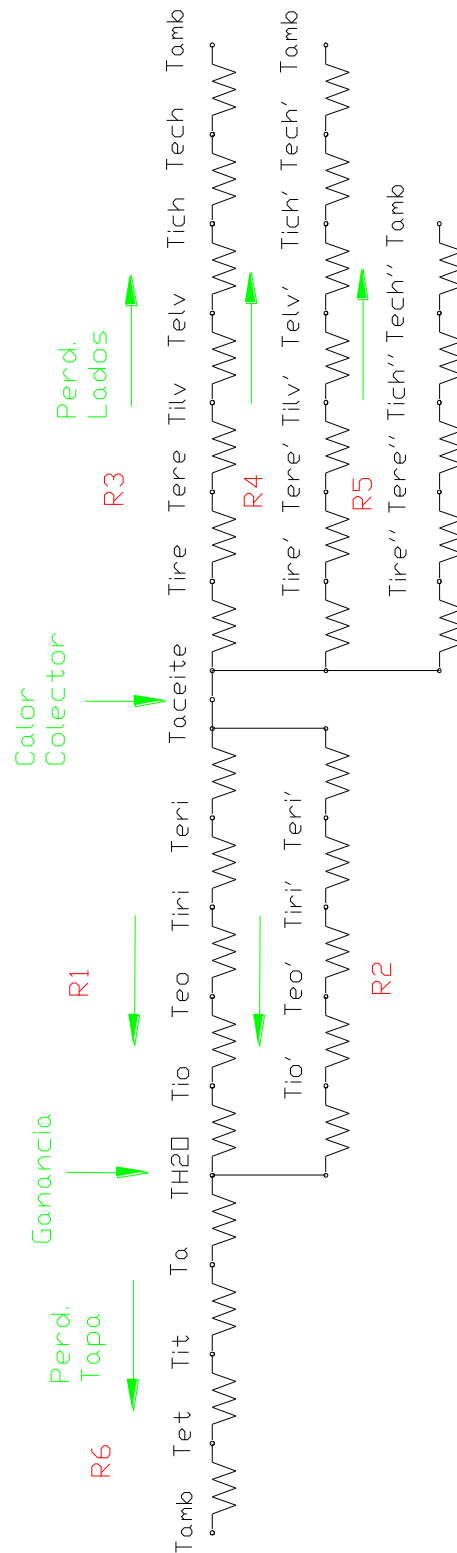 Calor
Colector
Ganancia
Perd.
Tapa
Perd.
Lados
R6
R1
R3
Tamb
Tet
Tit
Ta
TH2O
Tio
Teo
Tiri
Teri
Taceite
Tire
Tere
Tilv
Telv
Tich
Tech
Tamb
R4
Tio'
Teo'
Tiri'
Teri'
Tire'
Tere'
Tilv'
Telv'
Tich'
Tech'
Tamb
R2
R5
Tire''
Tere''
Tich''
Tech''
Tamb